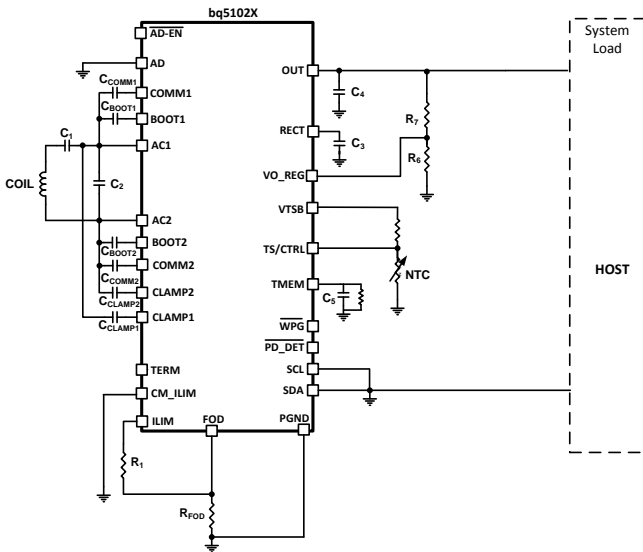 bq5102X
System
Load
AD-EN
AD
OUT
CCOMM1
COMM1
C4
CBOOT1
BOOT1
R7
C1
RECT
AC1
C3
R6
COIL
C2
VO_REG
VTSB
AC2
BOOT2
CBOOT2
TS/CTRL
COMM2
CCOMM2
NTC
HOST
CLAMP2
CCLAMP2
TMEM
C5
CLAMP1
CCLAMP1
WPG
PD_DET
TERM
SCL
CM_ILIM
SDA
ILIM
FOD
PGND
R1
RFOD